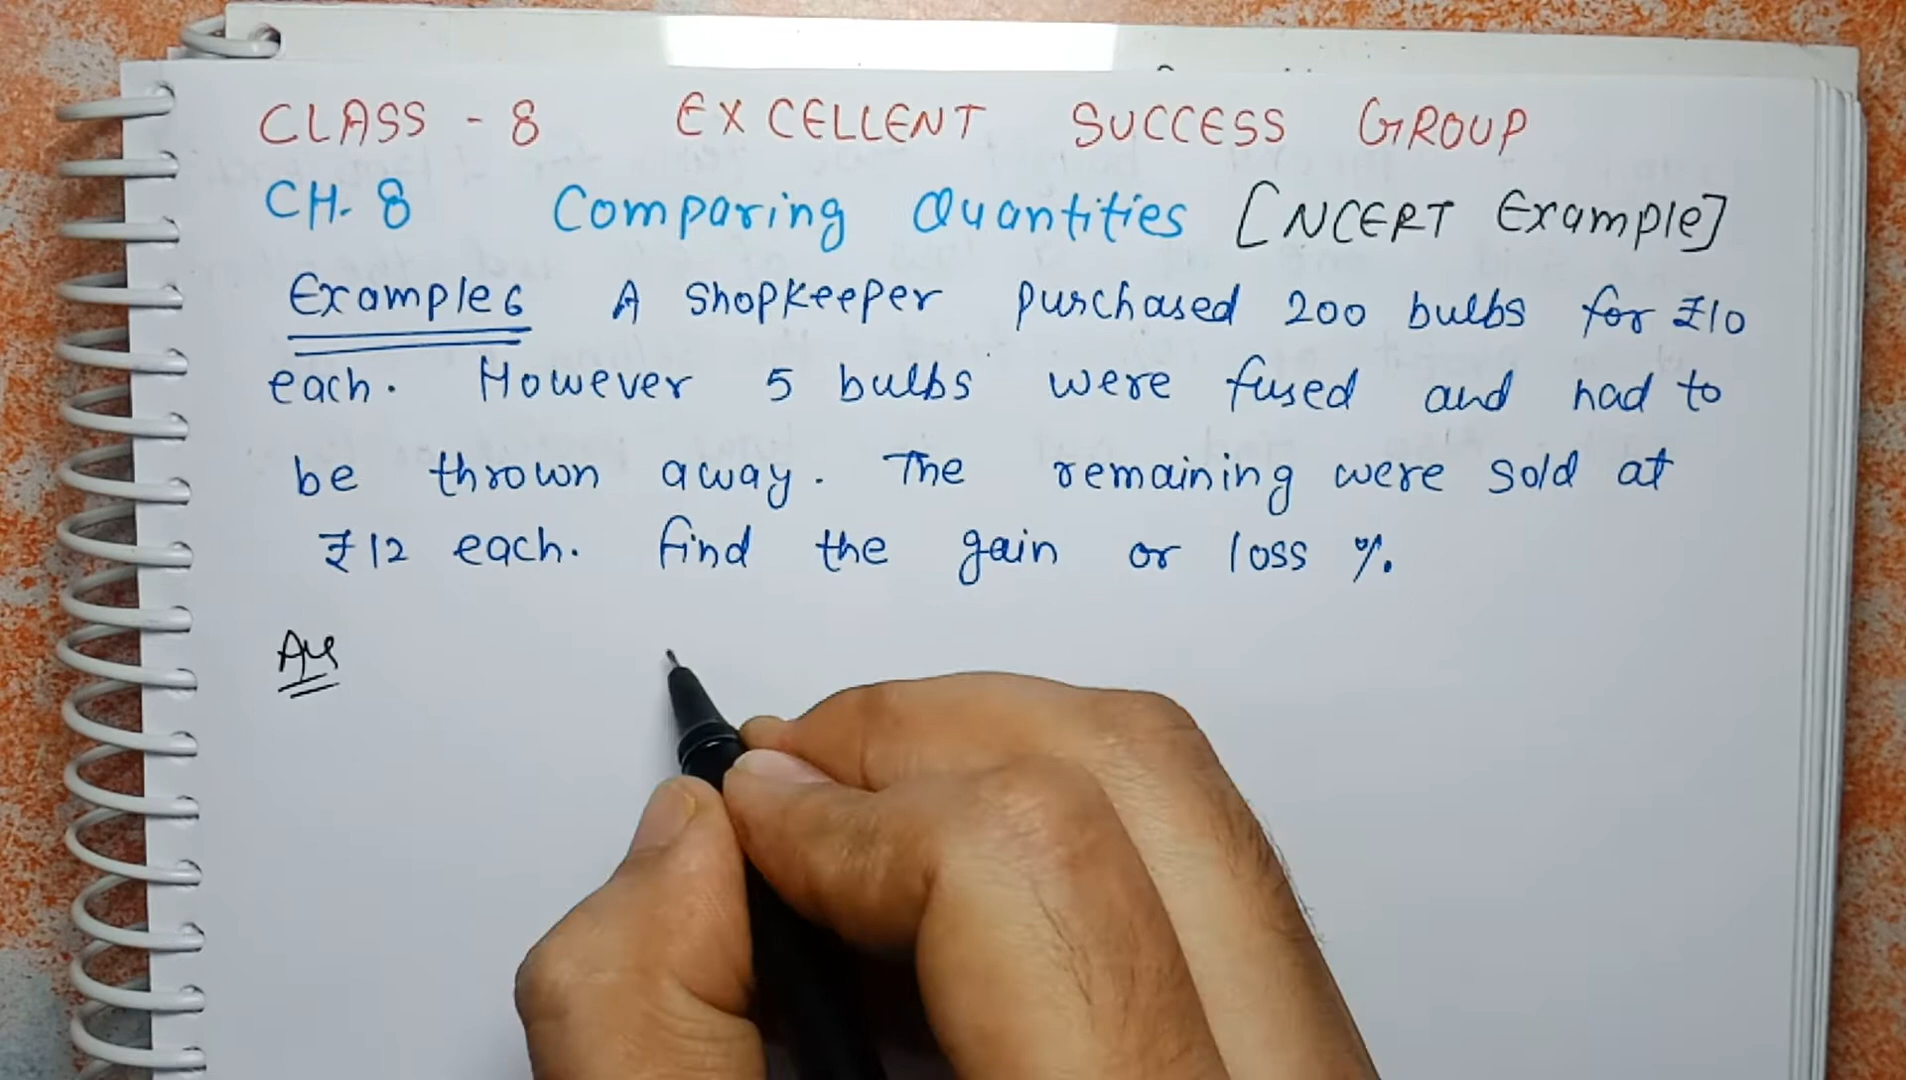 CLASS - 8 EXCELLENT SUCCESS GROUP
CH. 8 Comparing Quantities [NCERT Example]
Example 6 A shopkeeper purchased 200 bulbs for ₹10
each. However 5 bulbs were fused and had to
be thrown away. The remaining were sold at
₹12 each. find the gain or loss %.